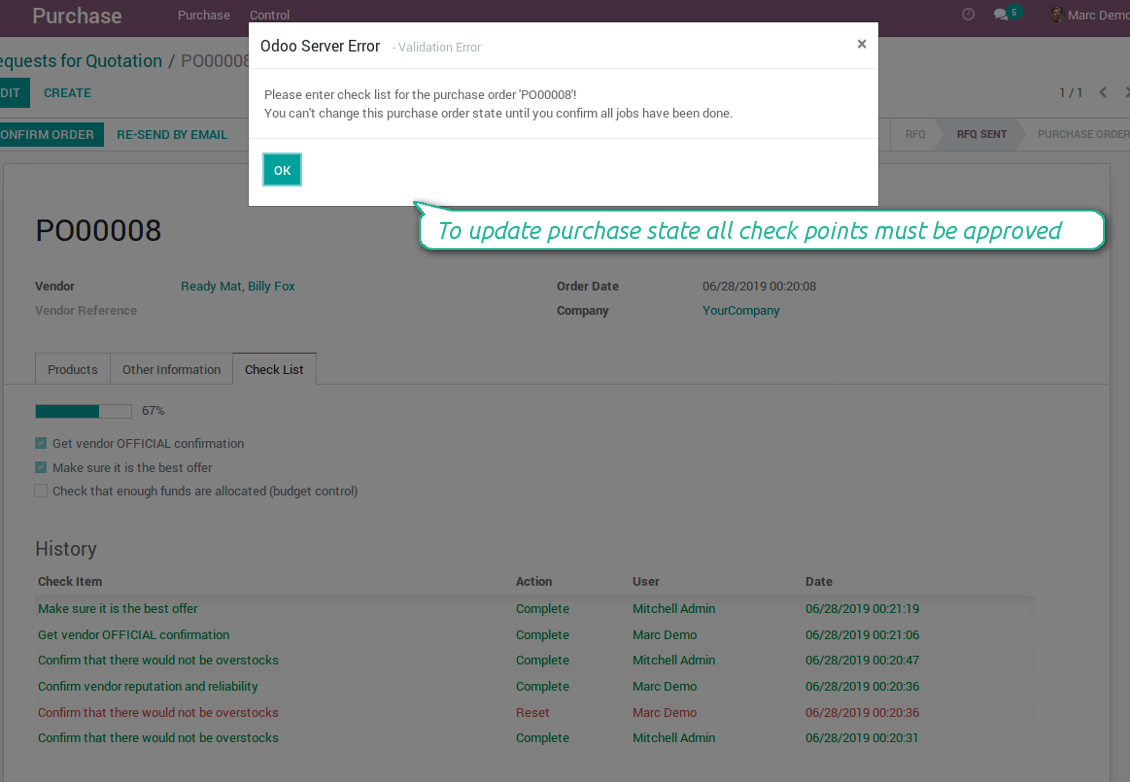 Purchase Purchase Control 5 Marc Demo
Odoo Server Error - Validation Error ×
equests for Quotation / PO00008
Please enter check list for the purchase order 'PO00008'!
DIT CREATE 1 / 1
You can't change this purchase order state until you confirm all jobs have been done.
ONFIRM ORDER RE-SEND BY EMAIL RFQ RFQ SENT PURCHASE ORDER
OK
To update purchase state all check points must be approved
PO00008
Vendor Ready Mat, Billy Fox Order Date 06/28/2019 00:20:08
Vendor Reference Company YourCompany
Products Other Information Check List
67%
Get vendor OFFICIAL confirmation
Make sure it is the best offer
Check that enough funds are allocated (budget control)
History
Check Item Action User Date
Make sure it is the best offer Complete Mitchell Admin 06/28/2019 00:21:19
Get vendor OFFICIAL confirmation Complete Marc Demo 06/28/2019 00:21:06
Confirm that there would not be overstocks Complete Mitchell Admin 06/28/2019 00:20:47
Confirm vendor reputation and reliability Complete Marc Demo 06/28/2019 00:20:36
Confirm that there would not be overstocks Reset Marc Demo 06/28/2019 00:20:36
Confirm that there would not be overstocks Complete Mitchell Admin 06/28/2019 00:20:31